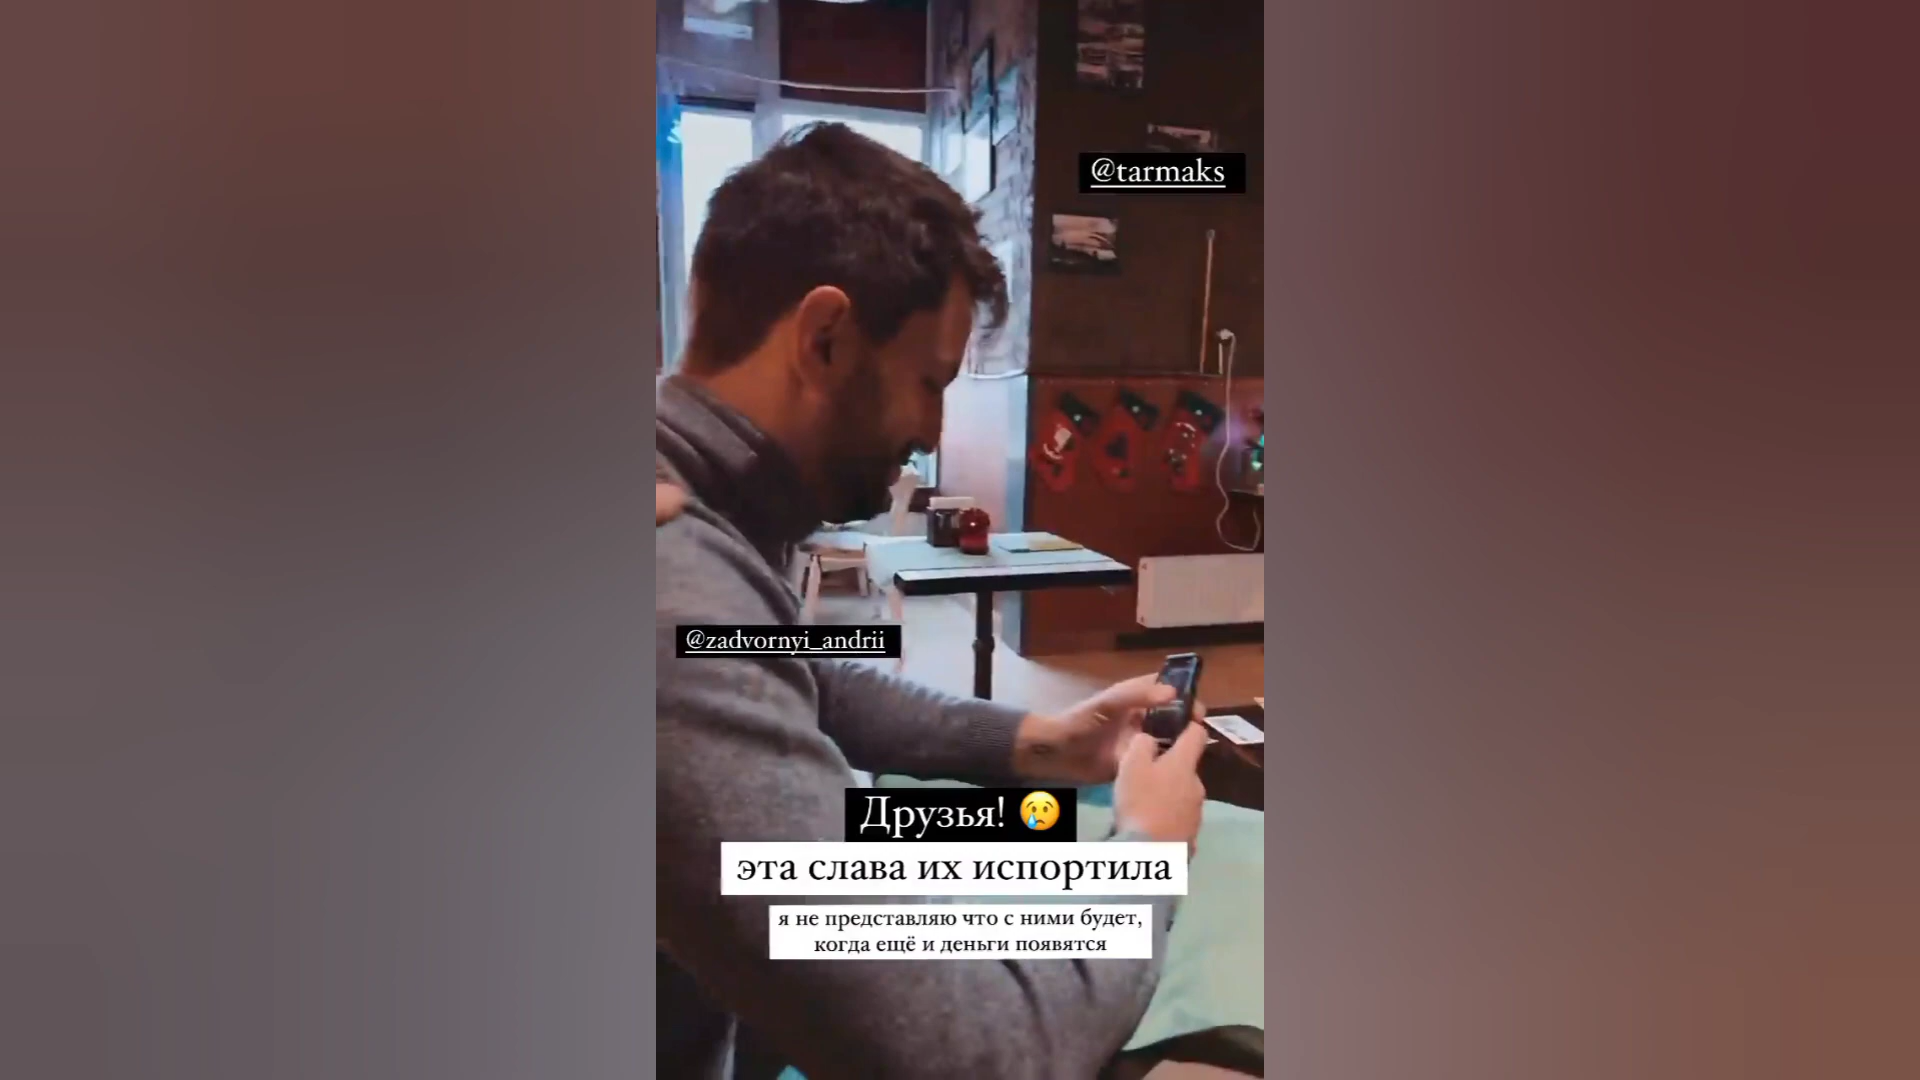 @tarmaks
@zadvornyi_andrii
Друзья! 😢
эта слава их испортила
я не представляю что с ними будет,
когда ещё и деньги появятся